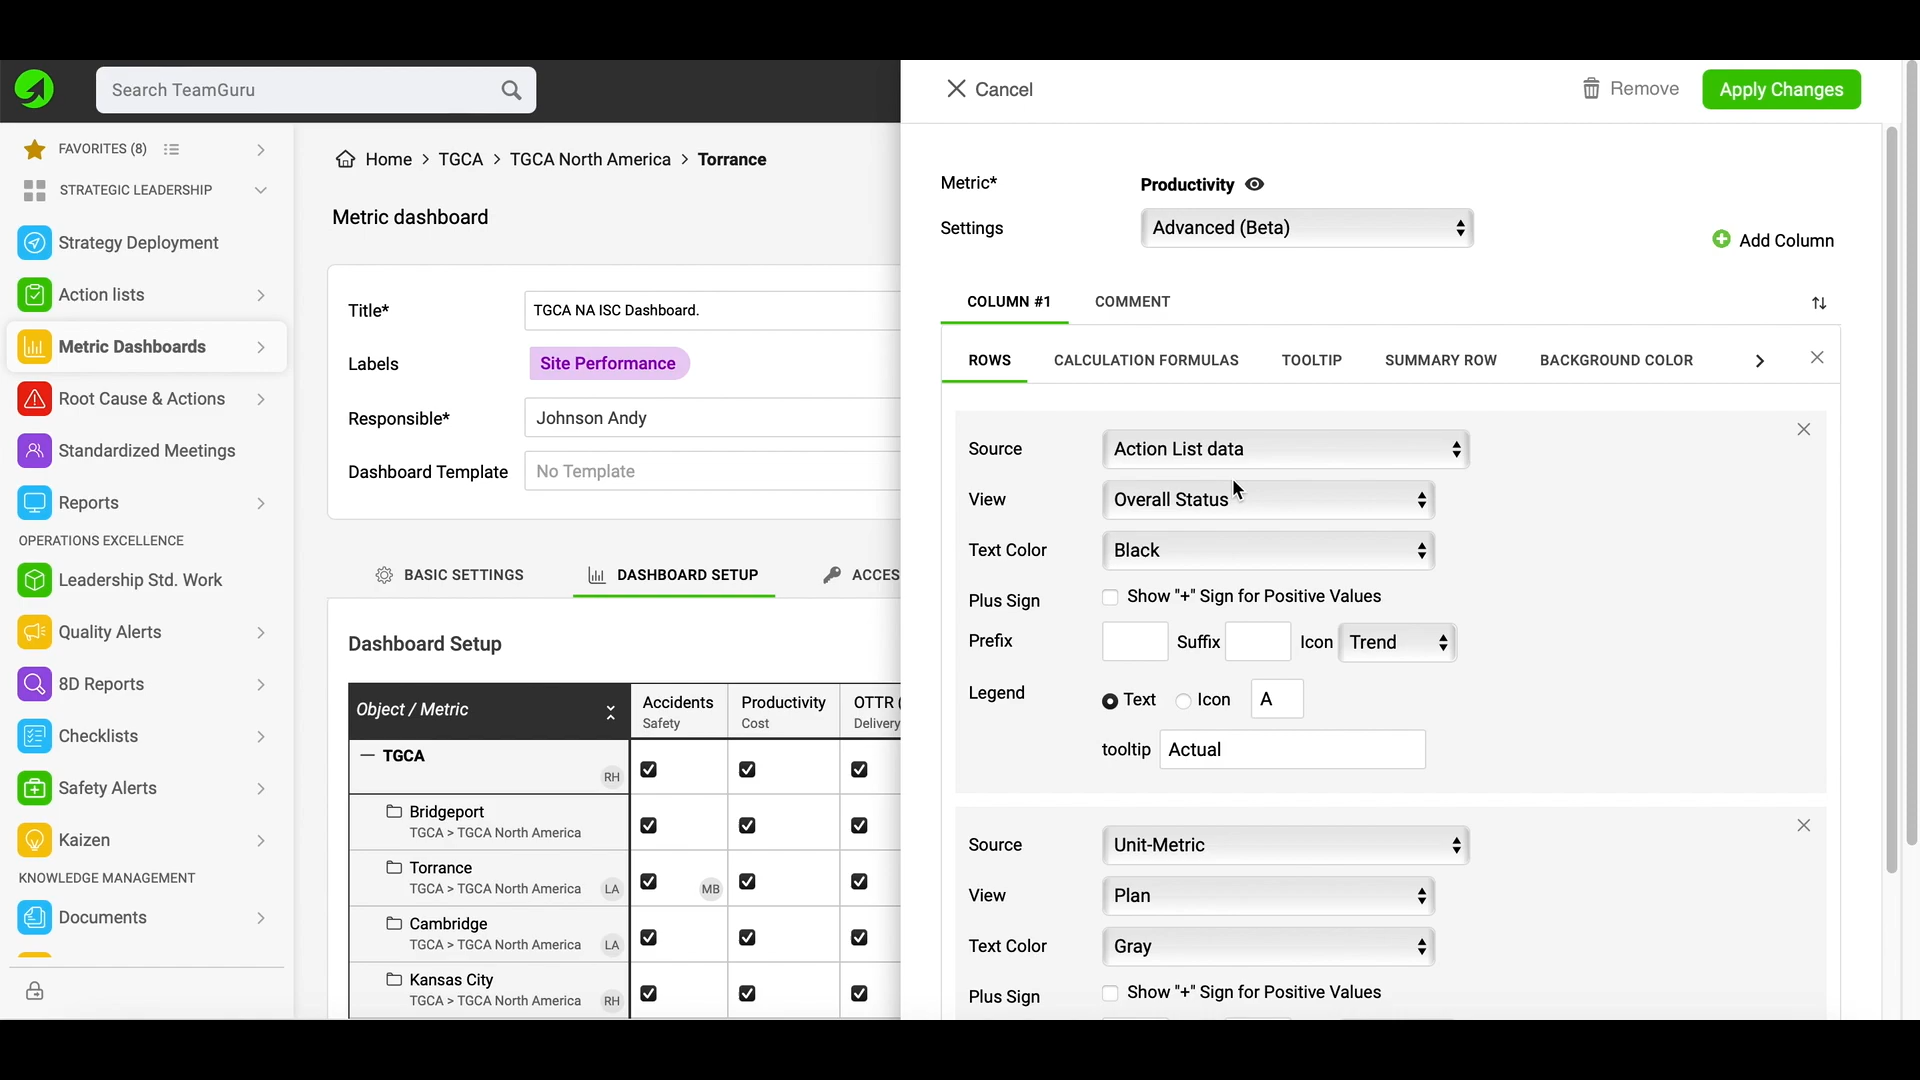 Search TeamGuru
FAVORITES (8)
STRATEGIC LEADERSHIP
Strategy Deployment
Action lists
Metric Dashboards
Root Cause & Actions
Standardized Meetings
Reports
OPERATIONS EXCELLENCE
Leadership Std. Work
Quality Alerts
8D Reports
Checklists
Safety Alerts
Kaizen
KNOWLEDGE MANAGEMENT
Documents
Home > TGCA > TGCA North America > Torrance
Metric dashboard
Title* TGCA NA ISC Dashboard.
Labels Site Performance
Responsible* Johnson Andy
Dashboard Template No Template
BASIC SETTINGS DASHBOARD SETUP ACCES
Dashboard Setup
Object / Metric Accidents Productivity OTTR (
Safety Cost Delivery
TGCA
RH
Bridgeport
TGCA > TGCA North America
Torrance
TGCA > TGCA North America LA MB
Cambridge
TGCA > TGCA North America LA
Kansas City
TGCA > TGCA North America RH
Cancel Remove Apply Changes
Metric* Productivity
Settings Advanced (Beta) Add Column
COLUMN #1 COMMENT
ROWS CALCULATION FORMULAS TOOLTIP SUMMARY ROW BACKGROUND COLOR
Source Action List data
View Overall Status
Text Color Black
Plus Sign Show "+" Sign for Positive Values
Prefix Suffix Icon Trend
Legend Text Icon A
tooltip Actual
Source Unit-Metric
View Plan
Text Color Gray
Plus Sign Show "+" Sign for Positive Values